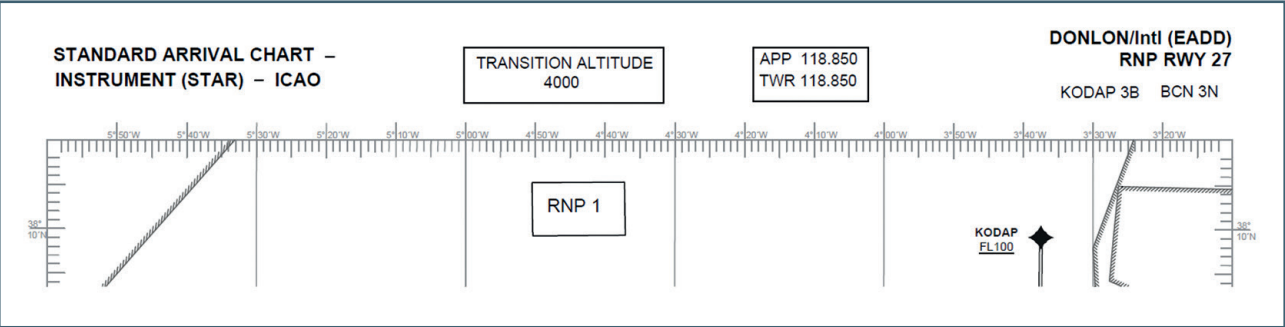 STANDARD ARRIVAL CHART –
INSTRUMENT (STAR) – ICAO
TRANSITION ALTITUDE
4000
APP 118.850
TWR 118.850
DONLON/Intl (EADD)
RNP RWY 27
KODAP 3B BCN 3N
5°50'W 5°40'W 5°30'W 5°20'W 5°10'W 5°00'W 4°50'W 4°40'W 4°30'W 4°20'W 4°10'W 4°00'W 3°50'W 3°40'W 3°30'W 3°20'W
RNP 1
36°
10'N
KODAP
FL100
36°
10'N